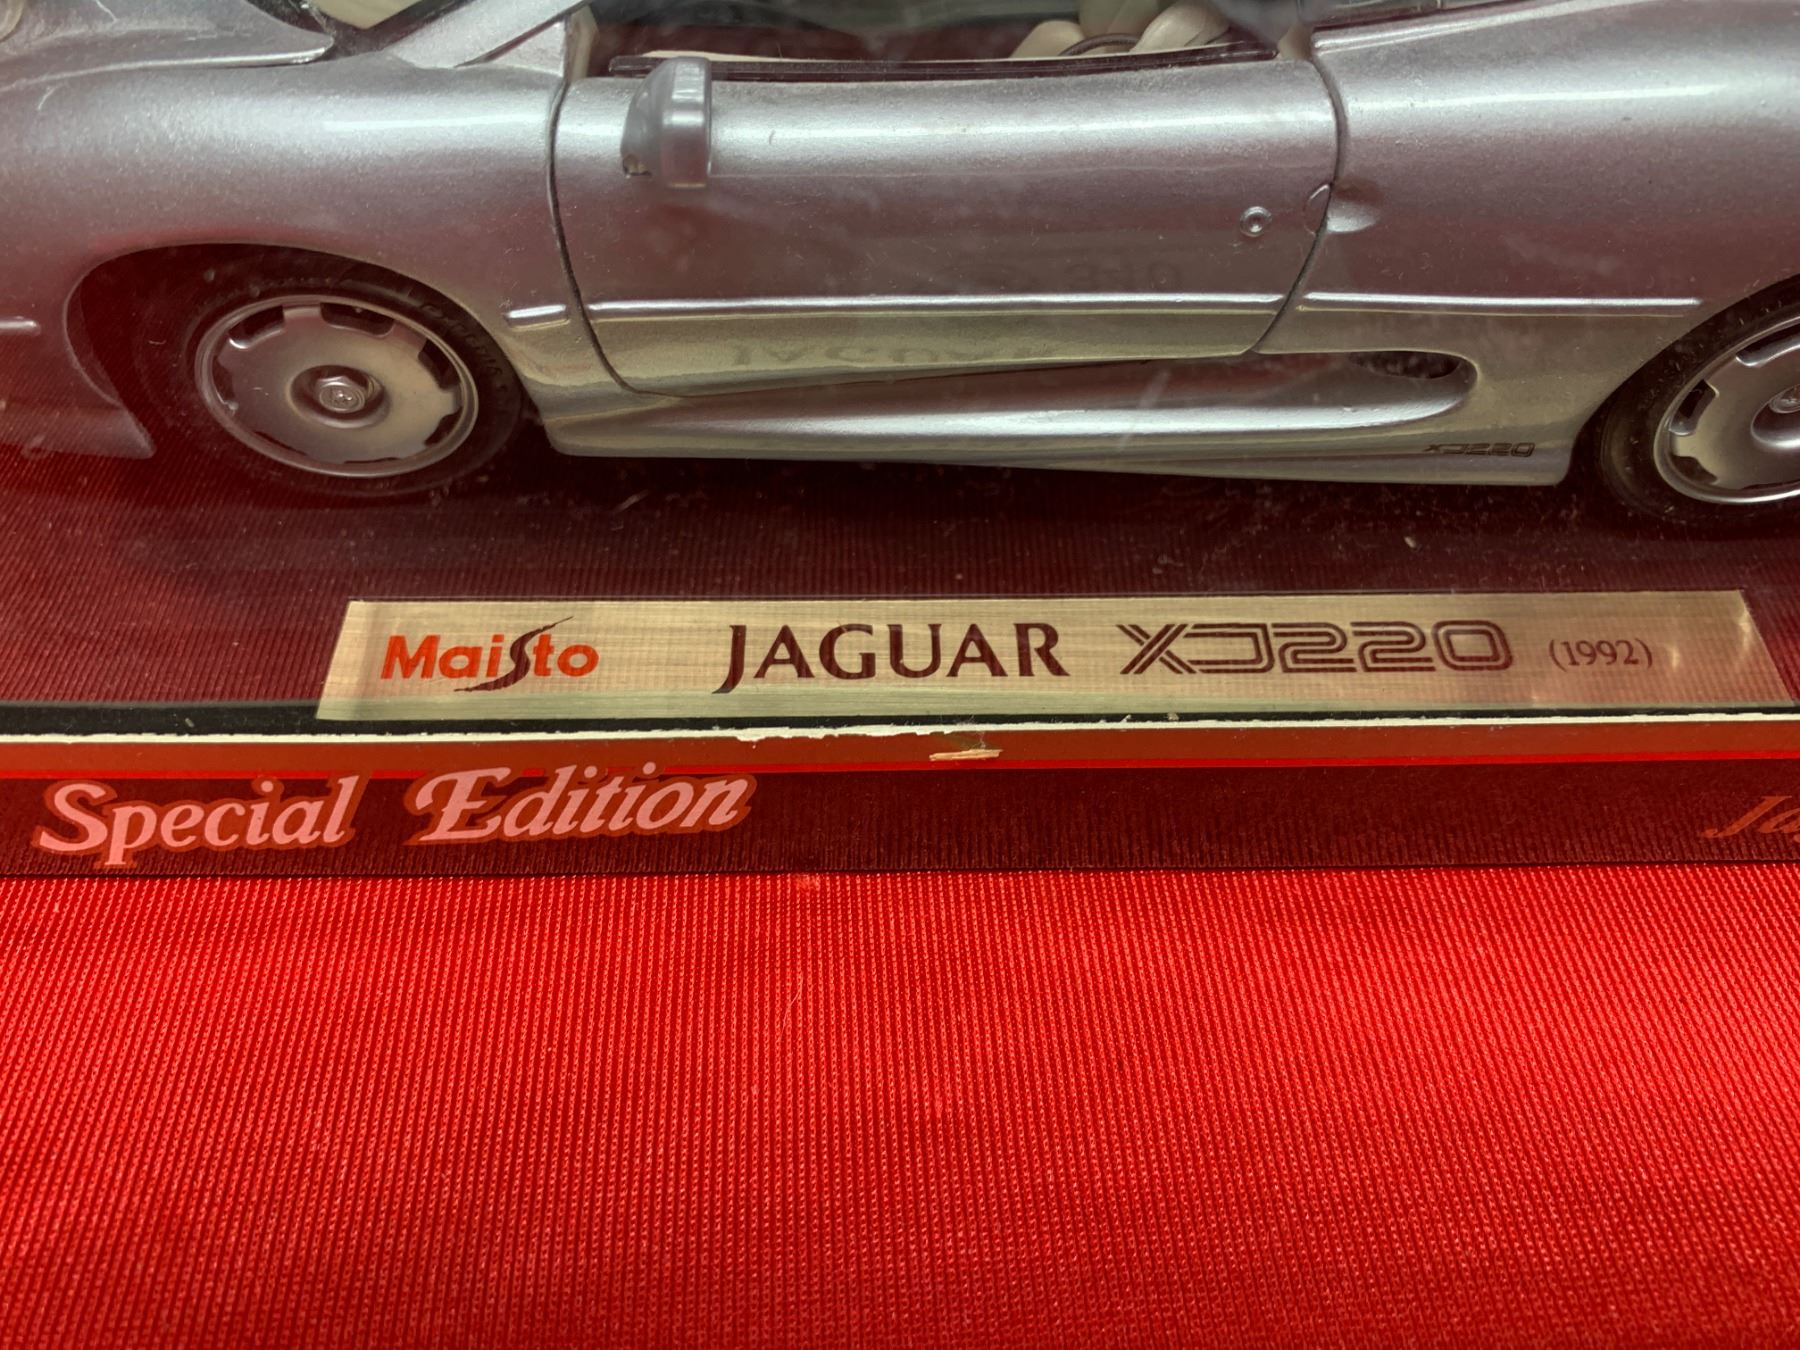 XJ220
Maisto JAGUAR XJ220 (1992)
Special Edition